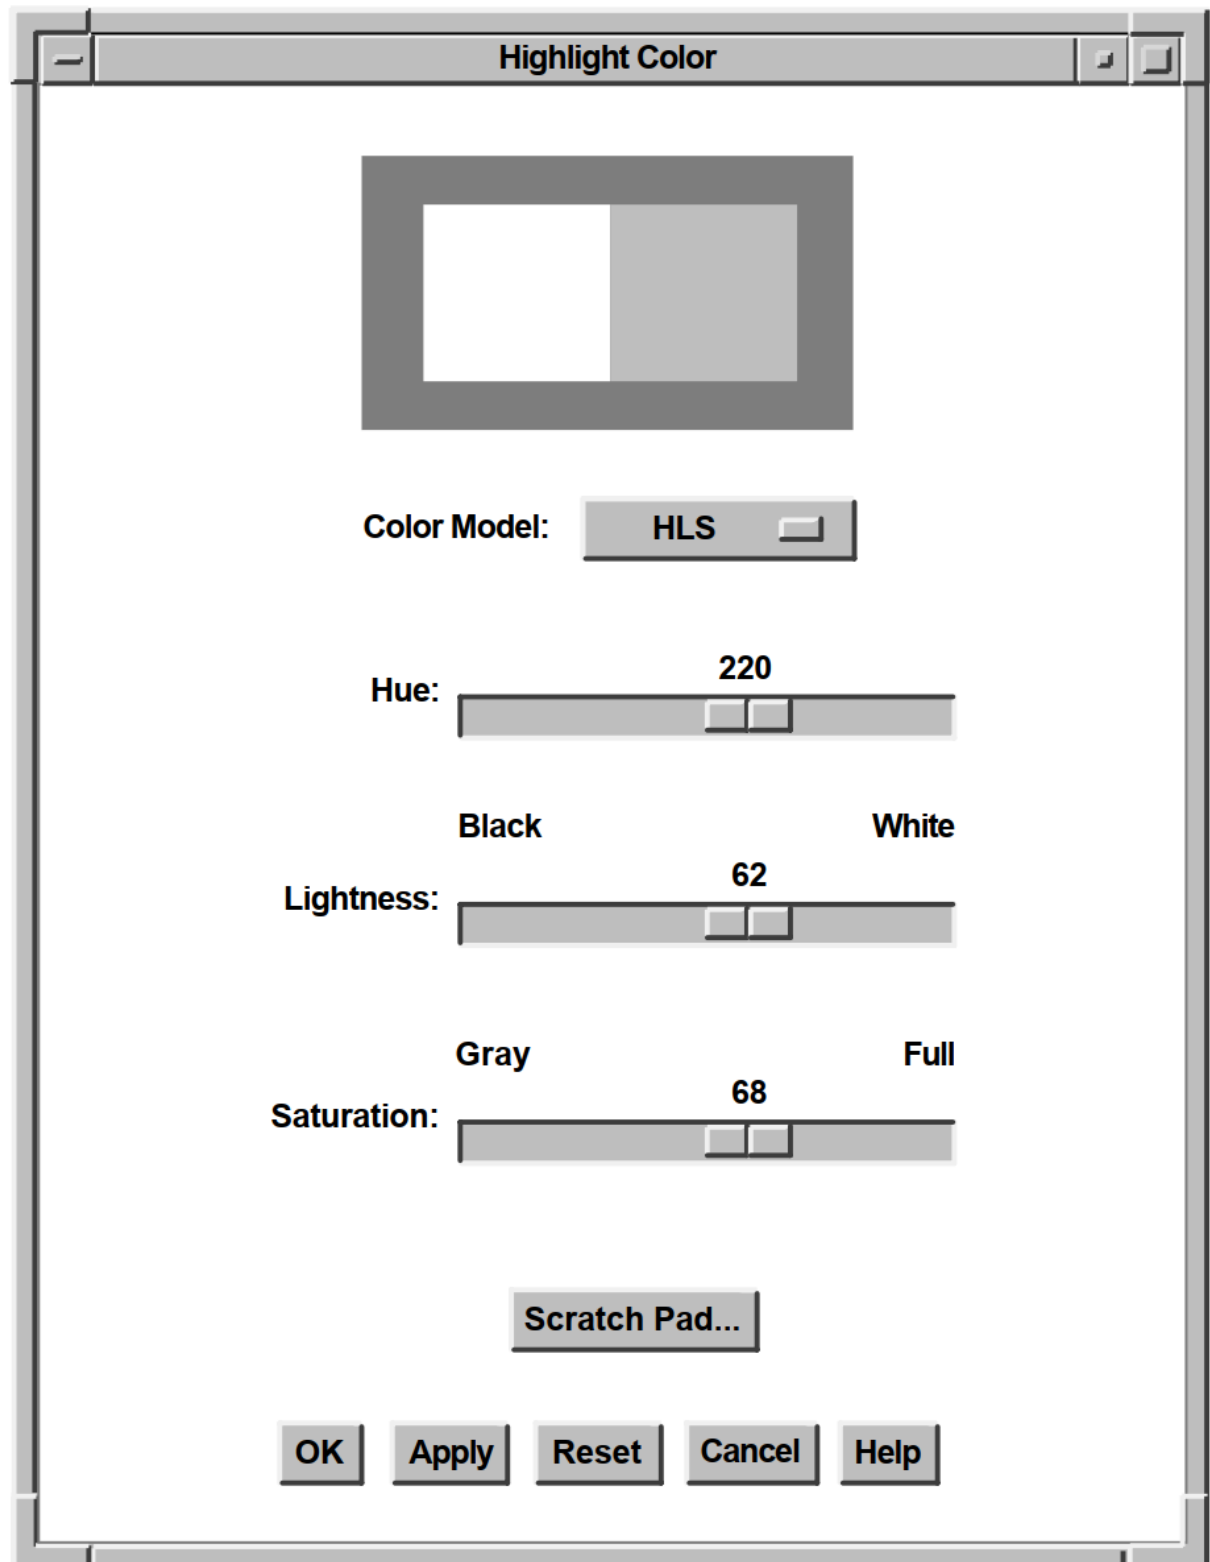 Highlight Color
Color Model: HLS
220
Hue:
Black White
62
Lightness:
Gray Full
68
Saturation:
Scratch Pad...
OK Apply Reset Cancel Help